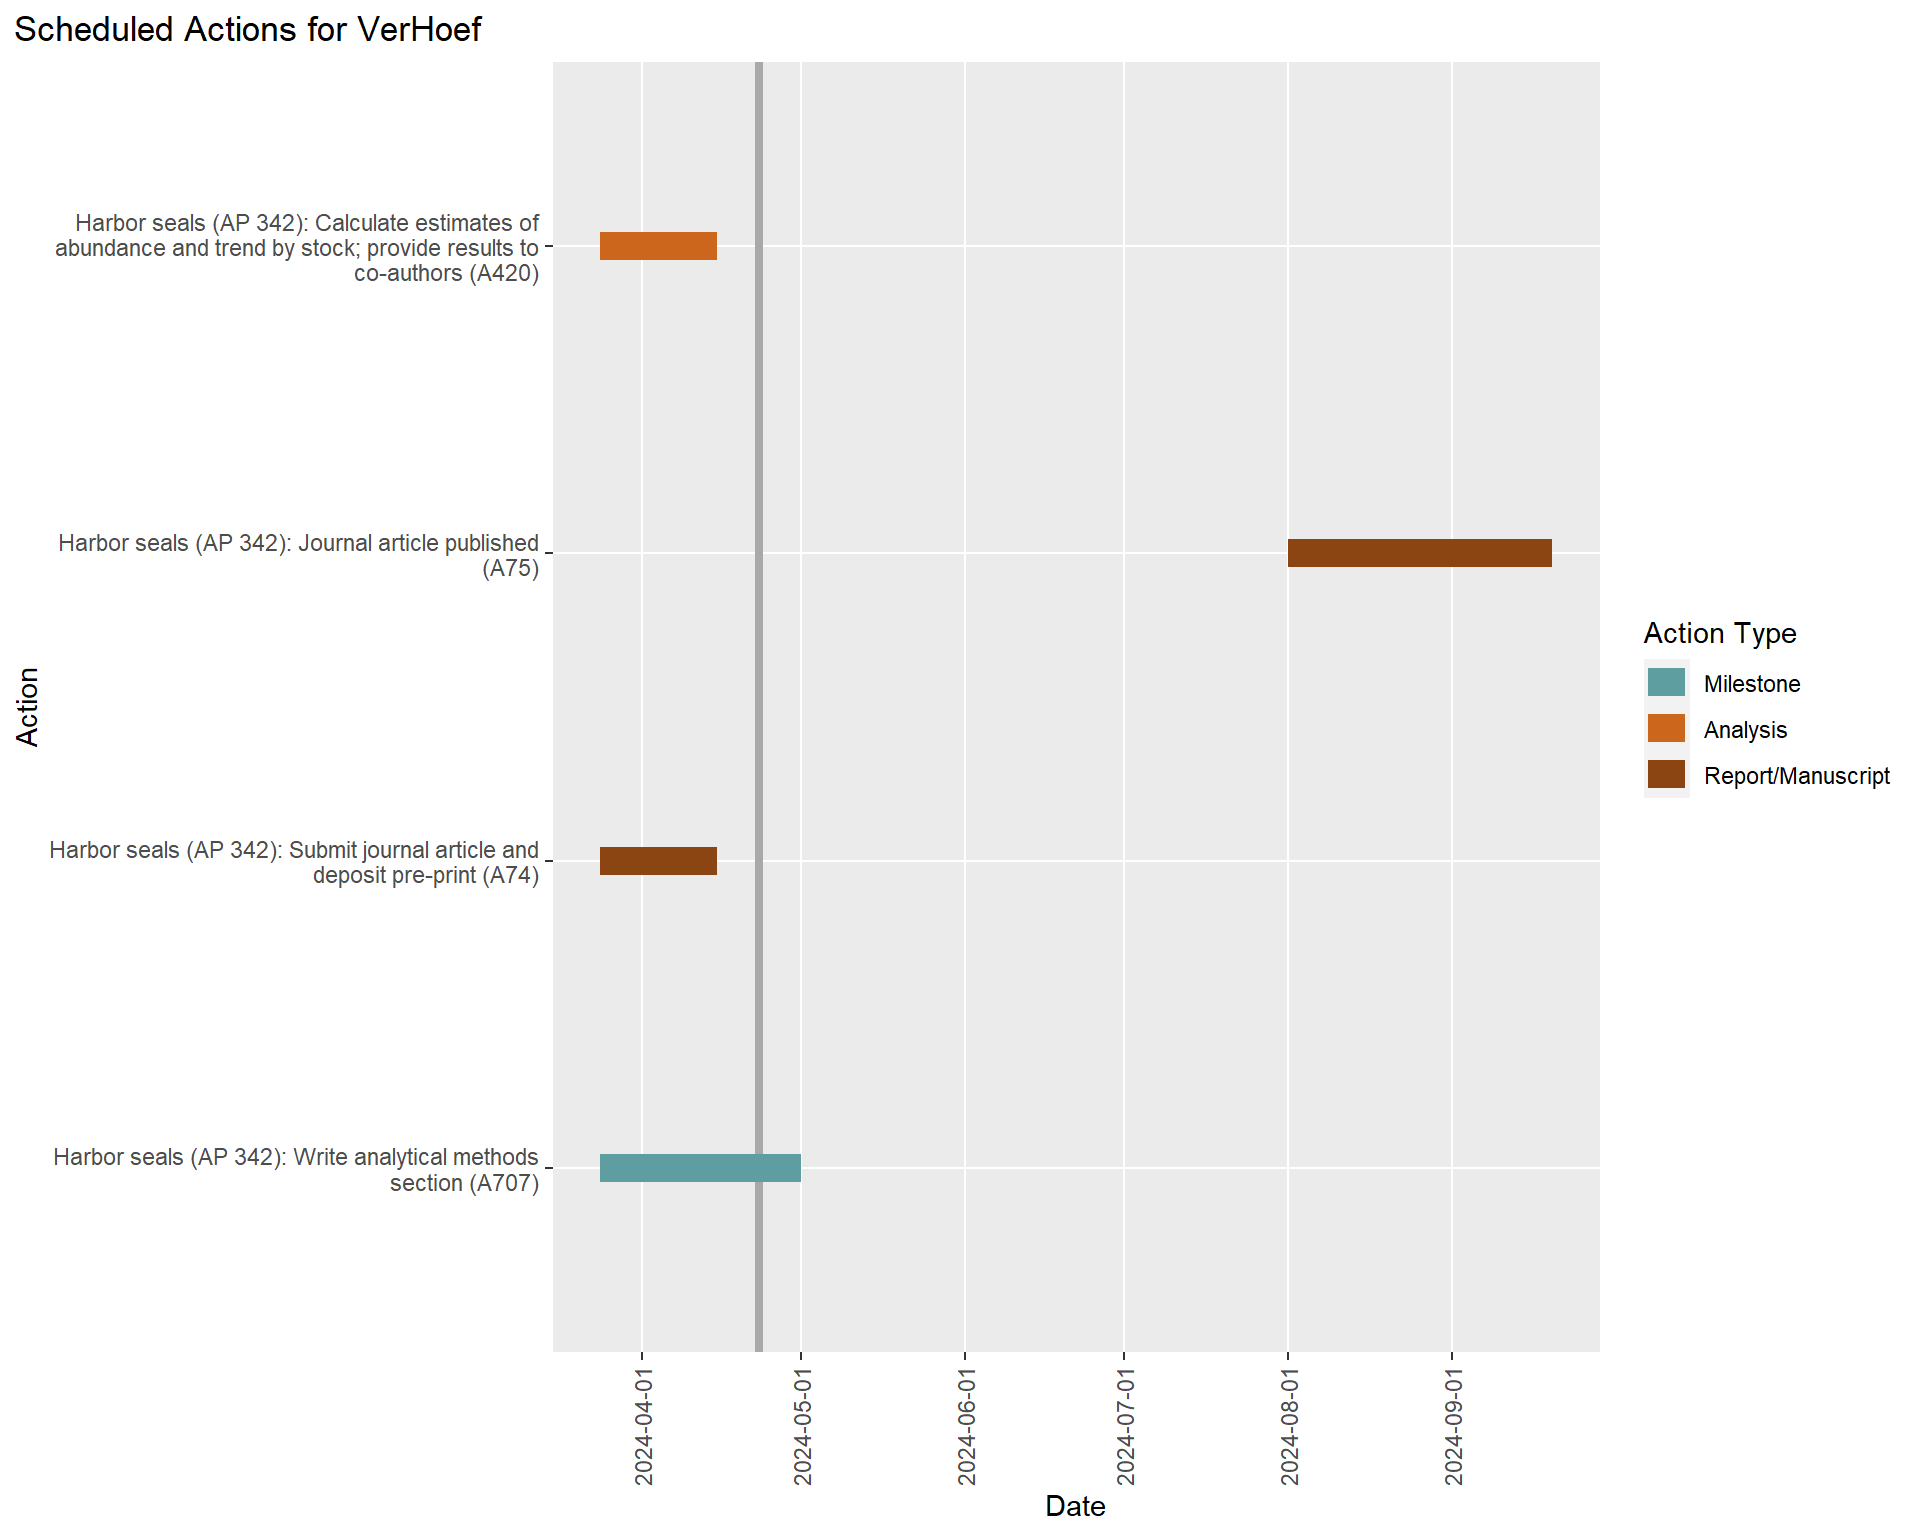 Scheduled Actions for VerHoef
Harbor seals (AP 342): Calculate estimates of
abundance and trend by stock; provide results to
co-authors (A420)
Harbor seals (AP 342): Journal article published
(A75)
Harbor seals (AP 342): Submit journal article and
deposit pre-print (A74)
Harbor seals (AP 342): Write analytical methods
section (A707)
Action
2024-04-01
2024-05-01
2024-06-01
2024-07-01
2024-08-01
2024-09-01
Date
Action Type
Milestone
Analysis
Report/Manuscript